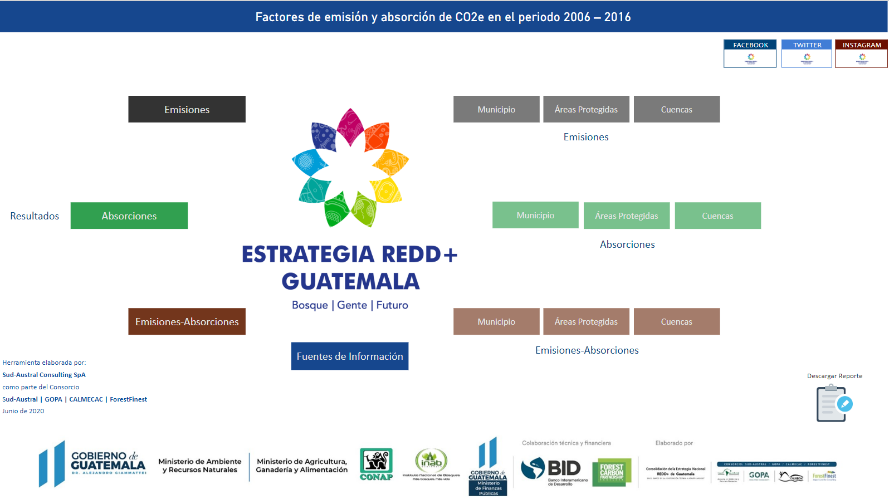 Factores de emisión y absorción de CO2e en el periodo 2006 – 2016
FACEBOOK
TWITTER
INSTAGRAM
Emisiones
Municipio
Áreas Protegidas
Cuencas
Emisiones
Resultados
Absorciones
Municipio
Áreas Protegidas
Cuencas
Absorciones
ESTRATEGIA REDD+
GUATEMALA
Bosque | Gente | Futuro
Emisiones-Absorciones
Municipio
Áreas Protegidas
Cuencas
Emisiones-Absorciones
Fuentes de Información
Herramienta elaborada por:
Sud-Austral Consulting SpA
como parte del Consorcio
Sud-Austral | GOPA | CALMECAC | ForestFinest
Junio de 2020
Descargar Reporte
GOBIERNO de
GUATEMALA
DR. ALEJANDRO GIAMMATTEI
Ministerio de Ambiente
y Recursos Naturales
Ministerio de Agricultura,
Ganadería y Alimentación
CONAP
inab
GOBIERNO de
GUATEMALA
Ministerio
de Finanzas
Públicas
Colaboración técnica y financiera
BID
Banco Interamericano
de Desarrollo
FOREST
CARBON
PARTNERSHIP
Elaborado por
GOPA